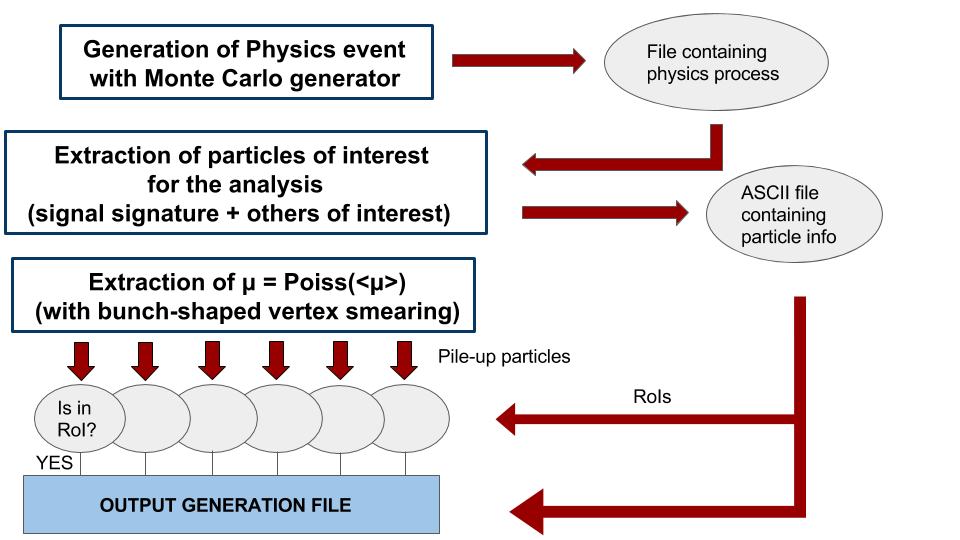 Generation of Physics event
with Monte Carlo generator
File containing
physics process
Extraction of particles of interest
for the analysis
(signal signature + others of interest)
ASCII file
containing
particle info
Extraction of µ = Poiss(<µ>)
(with bunch-shaped vertex smearing)
Pile-up particles
RoIs
Is in
RoI?
YES
OUTPUT GENERATION FILE